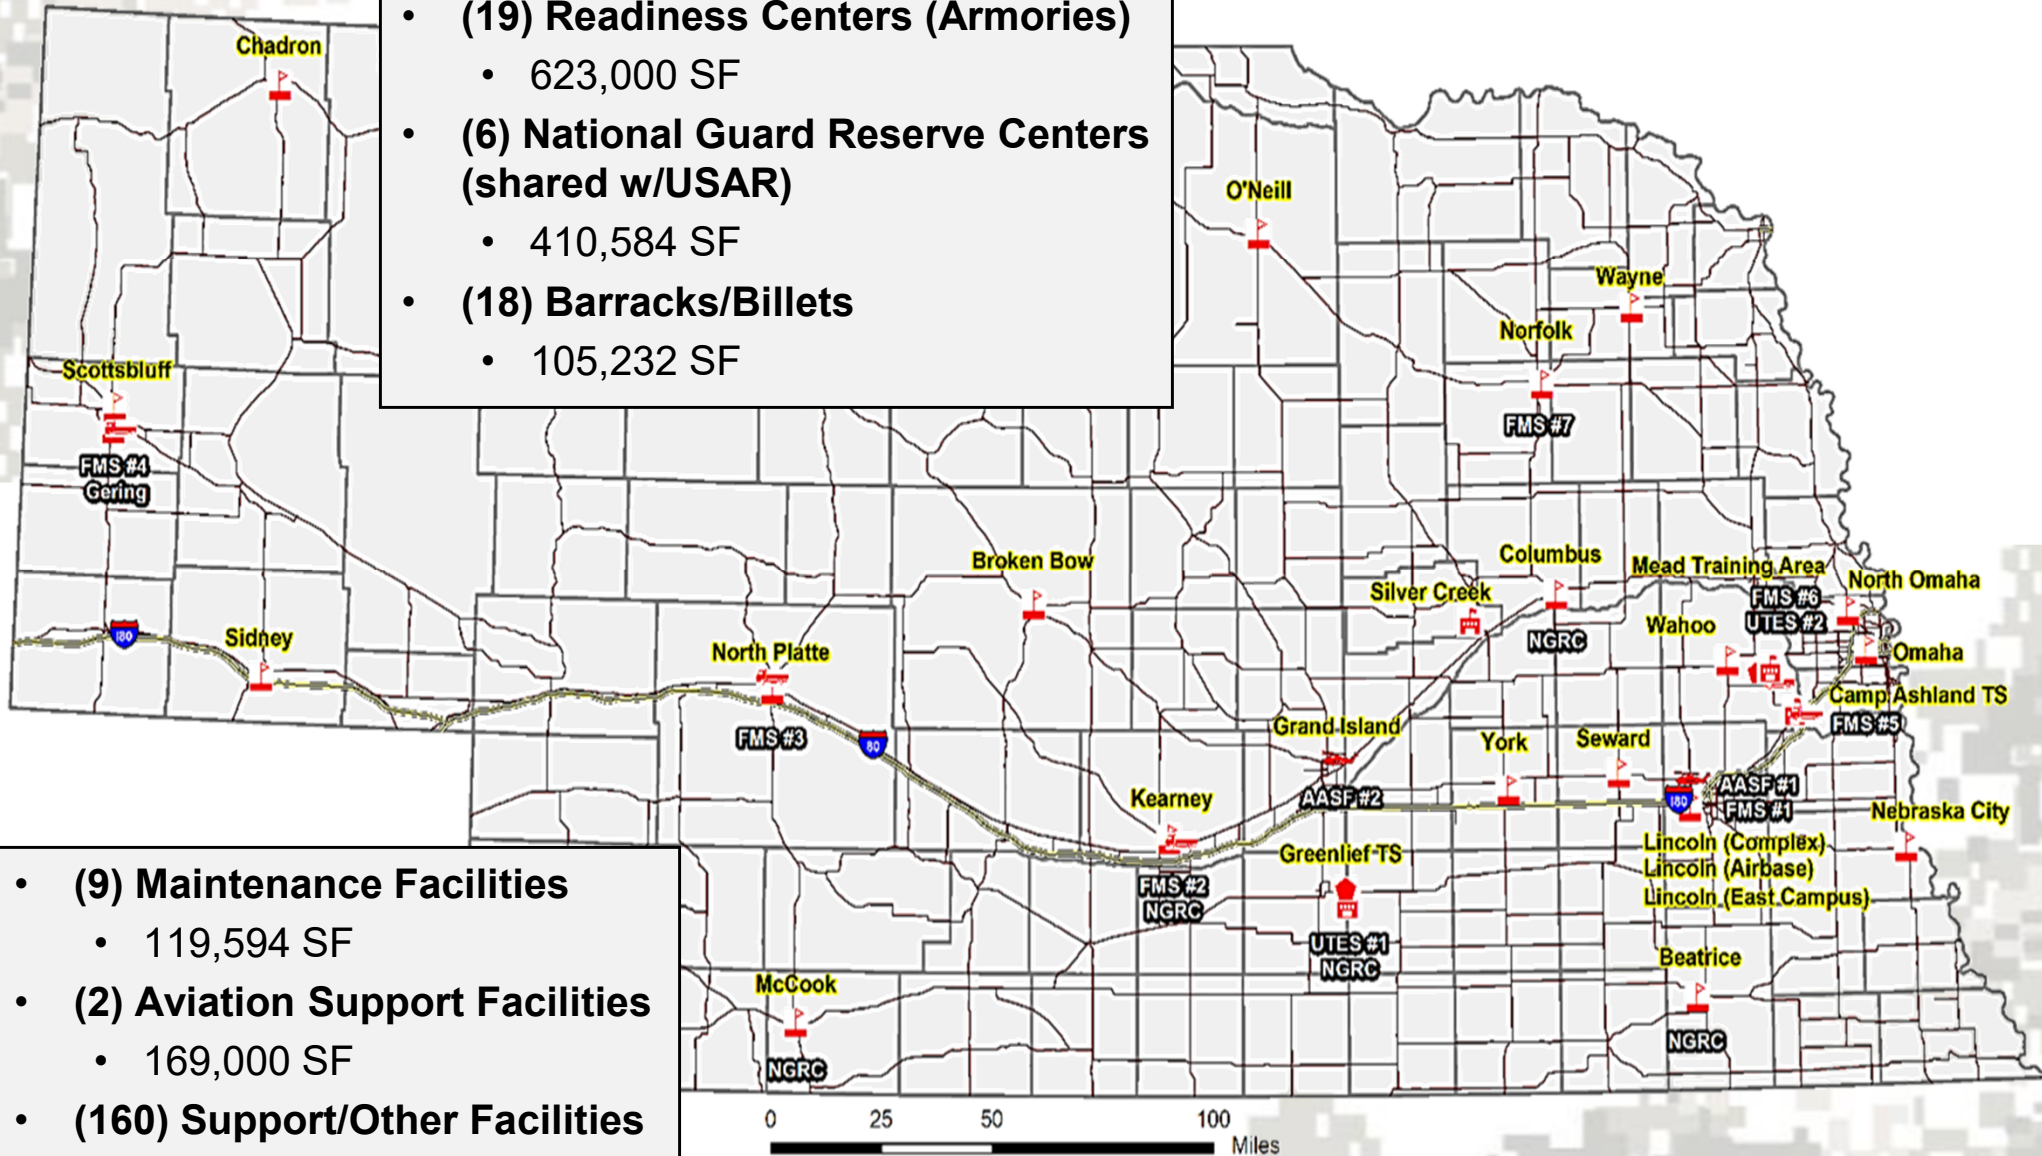 • (19) Readiness Centers (Armories)
• 623,000 SF
• (6) National Guard Reserve Centers
(shared w/USAR)
• 410,584 SF
• (18) Barracks/Billets
• 105,232 SF
Chadron
O'Neill
Wayne
Norfolk
FMS #7
Scottsbluff
FMS #4
Gering
Broken Bow
Columbus
NGRC
Silver Creek
Mead Training Area
FMS #6
UTES #2
North Omaha
Wahoo
Omaha
Camp Ashland TS
FMS #5
180
Sidney
North Platte
FMS #3
80
Grand Island
AASF #2
York
Seward
180
AASF #1
FMS #1
Lincoln (Complex)
Lincoln (Airbase)
Lincoln (East Campus)
Nebraska City
Kearney
FMS #2
NGRC
Greenlief TS
UTES #1
NGRC
McCook
NGRC
Beatrice
NGRC
• (9) Maintenance Facilities
• 119,594 SF
• (2) Aviation Support Facilities
• 169,000 SF
• (160) Support/Other Facilities
0 25 50 100
Miles